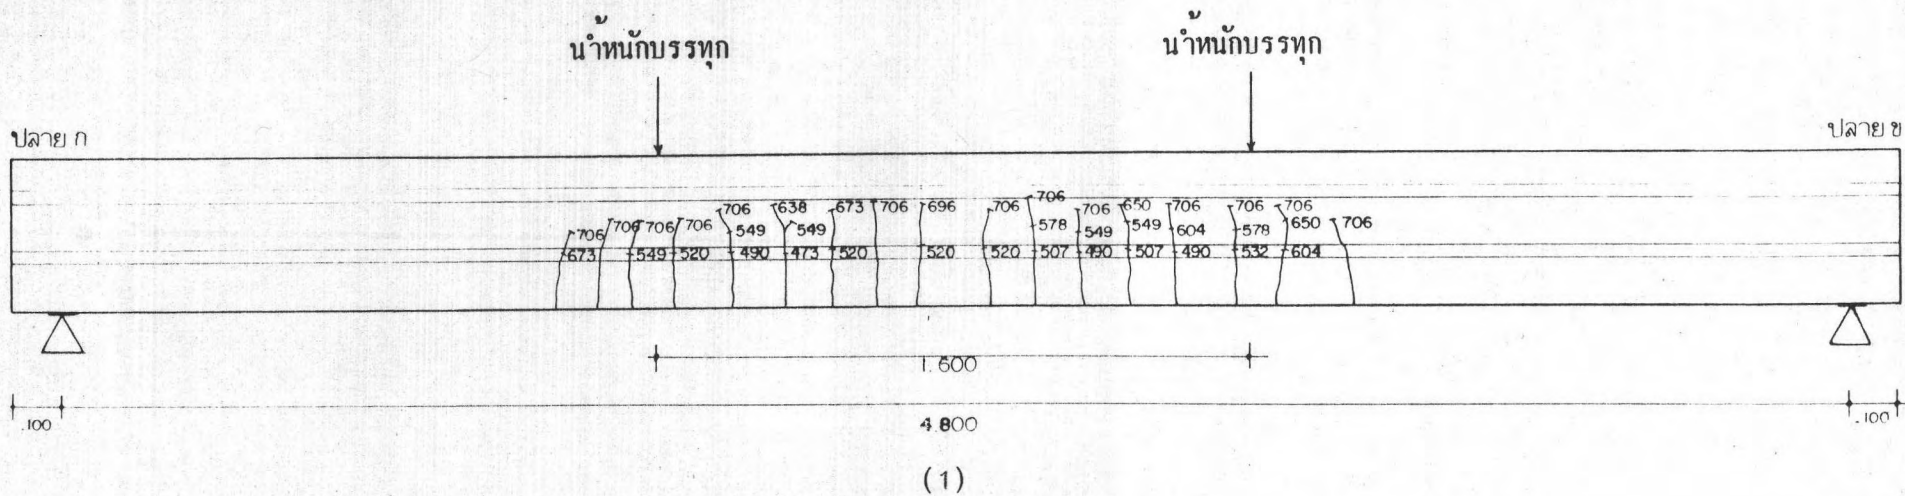 น้ำหนักบรรทุก น้ำหนักบรรทุก
ปลาย ก ปลาย ข
706 706 706 706 706 638 673 706 696 706 706 706 650 706 706 706 706
549 549 578 549 549 604 578 650
673 549 520 490 473 520 520 520 507 490 507 490 532 604
1.600
.100 4.800 .100
(1)